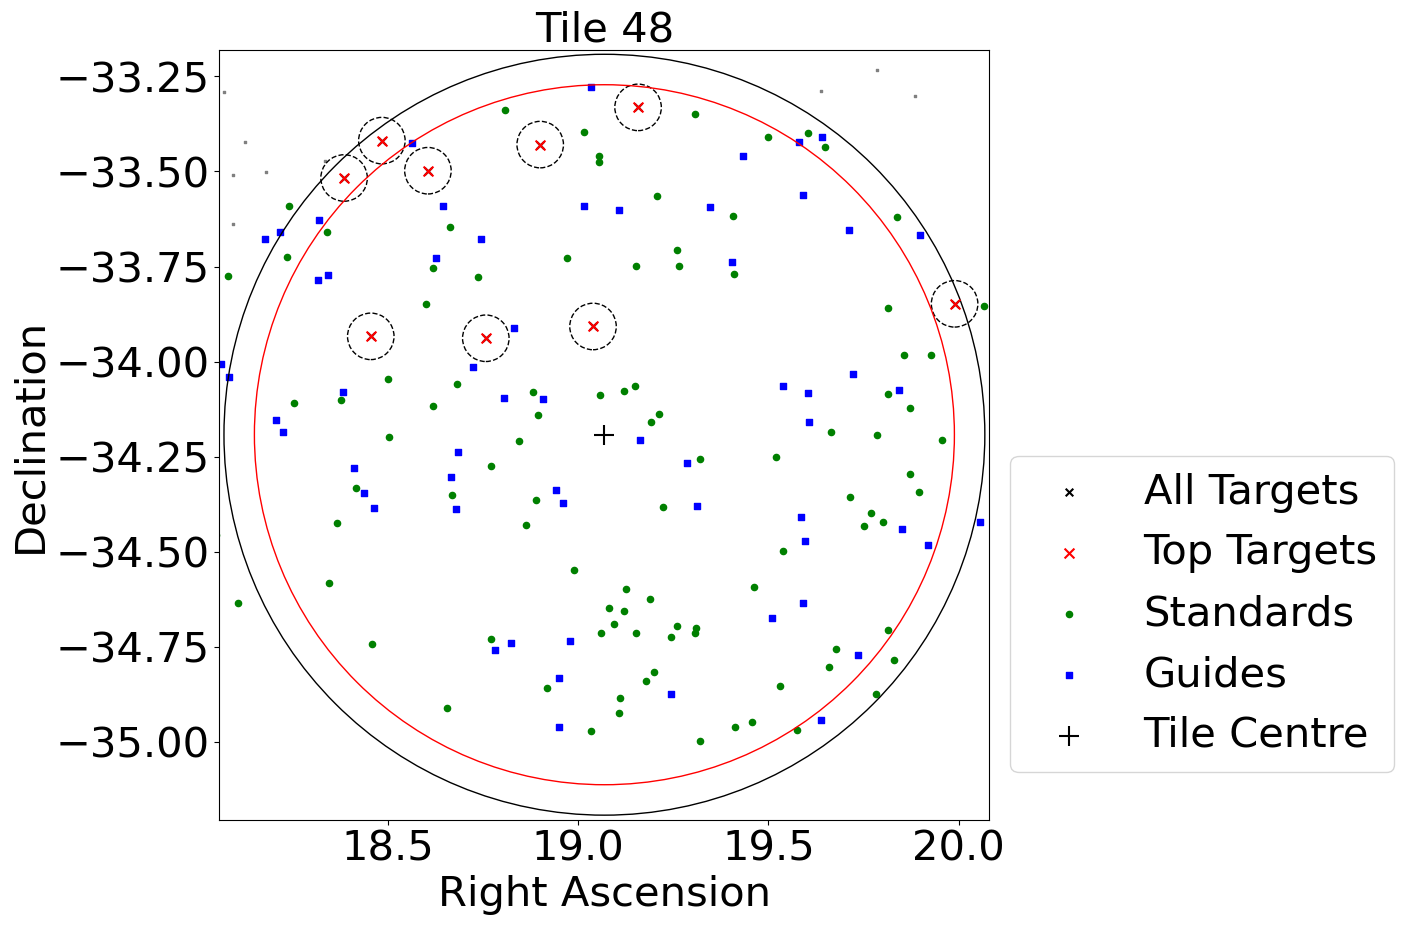 Tile 48
−33.25
−33.50
−33.75
−34.00
−34.25
−34.50
−34.75
−35.00
Declination
18.5
19.0
19.5
20.0
Right Ascension
All Targets
Top Targets
Standards
Guides
Tile Centre